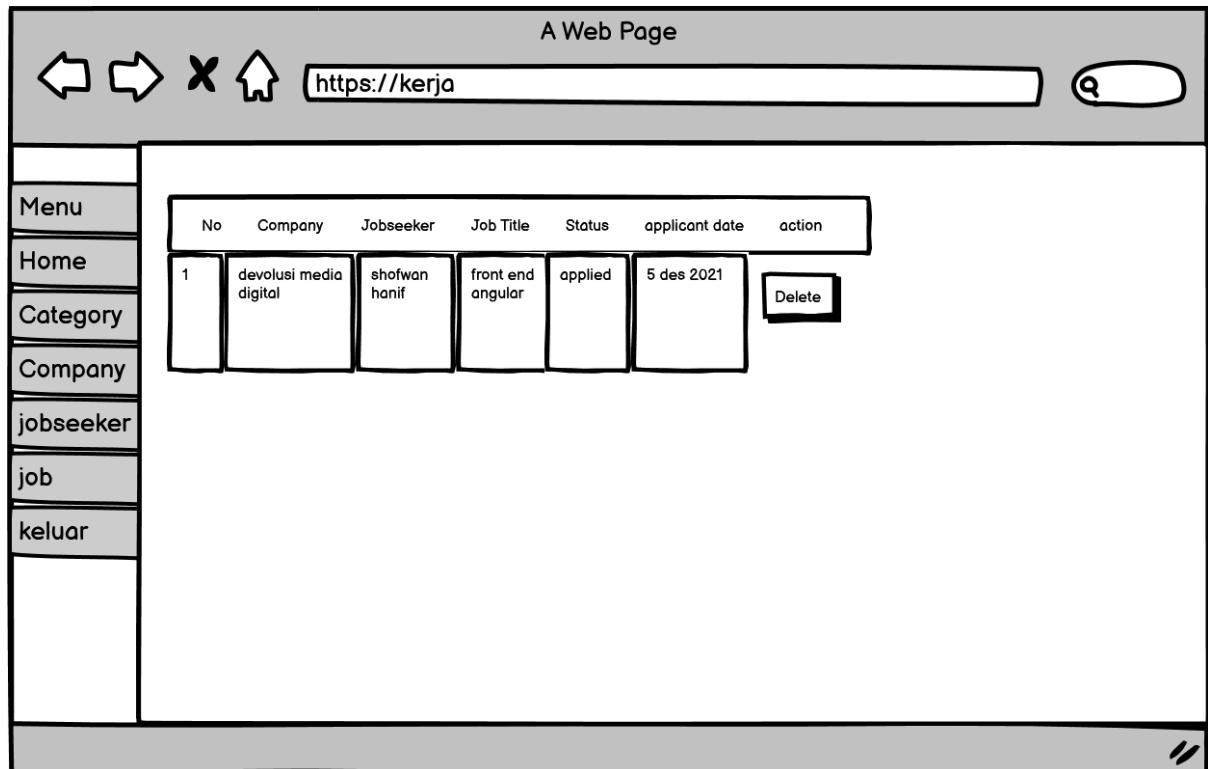 A Web Page
https://kerja
Menu
Home
Category
Company
jobseeker
job
keluar
No Company Jobseeker Job Title Status applicant date action
1 devolusi media shofwan front end applied 5 des 2021
digital hanif angular
Delete